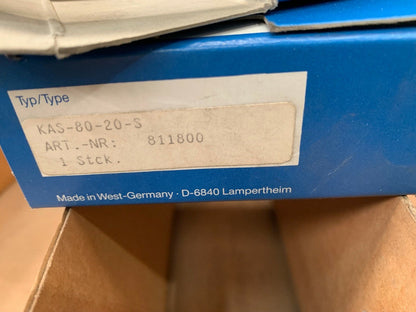 Typ/Type
KAS-80-20-S
ART.-NR: 811800
1 Stck.
Made in West-Germany · D-6840 Lampertheim